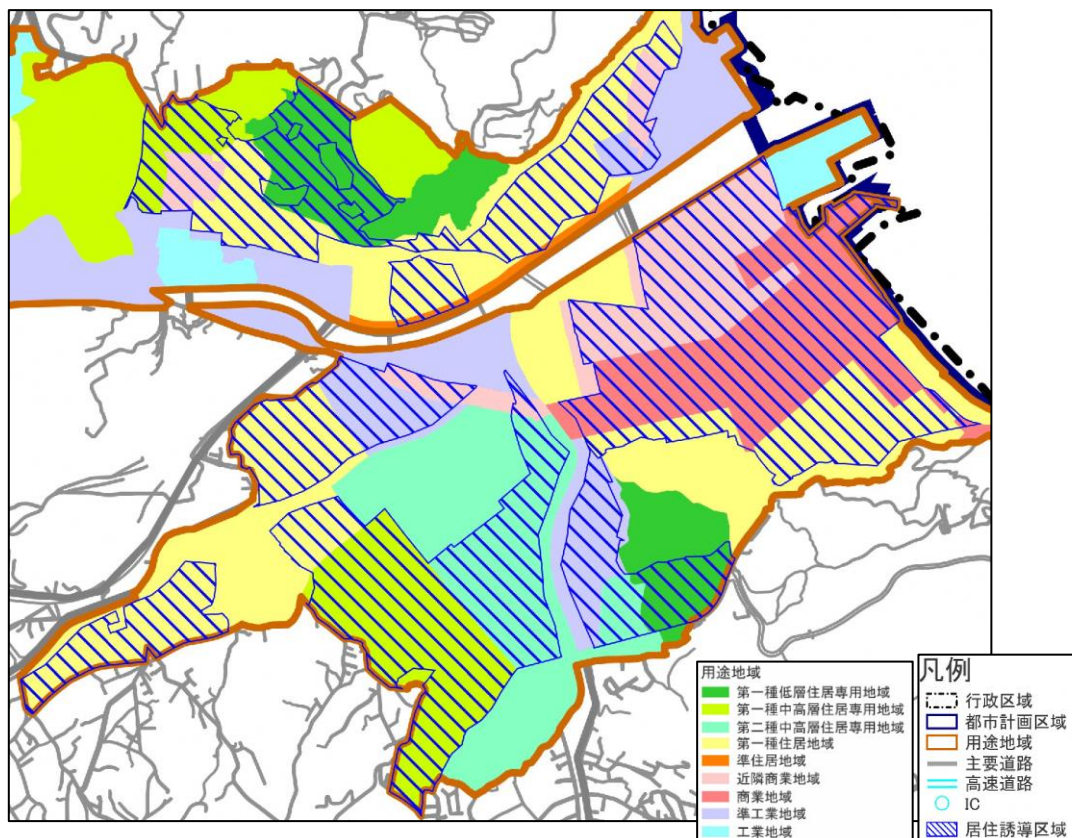 用途地域
第一種低層住居専用地域
第一種中高層住居専用地域
第二種中高層住居専用地域
第一種住居地域
準住居地域
近隣商業地域
商業地域
準工業地域
工業地域
凡例
行政区域
都市計画区域
用途地域
主要道路
高速道路
IC
居住誘導区域